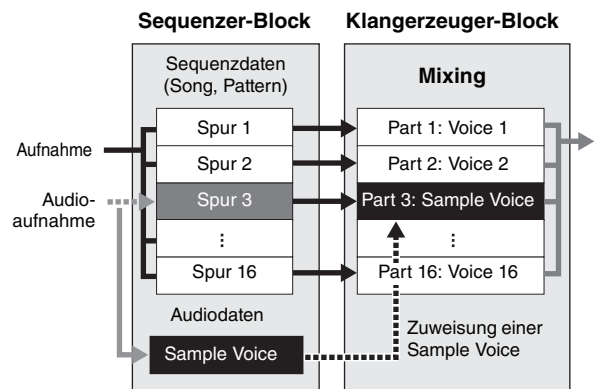 Sequenzer-Block
Klangerzeuger-Block
Sequenzdaten
(Song, Pattern)
Mixing
Aufnahme
Audio-
aufnahme
Spur 1
Spur 2
Spur 3
⋮
Spur 16
Part 1: Voice 1
Part 2: Voice 2
Part 3: Sample Voice
⋮
Part 16: Voice 16
Audiodaten
Sample Voice
Zuweisung einer
Sample Voice